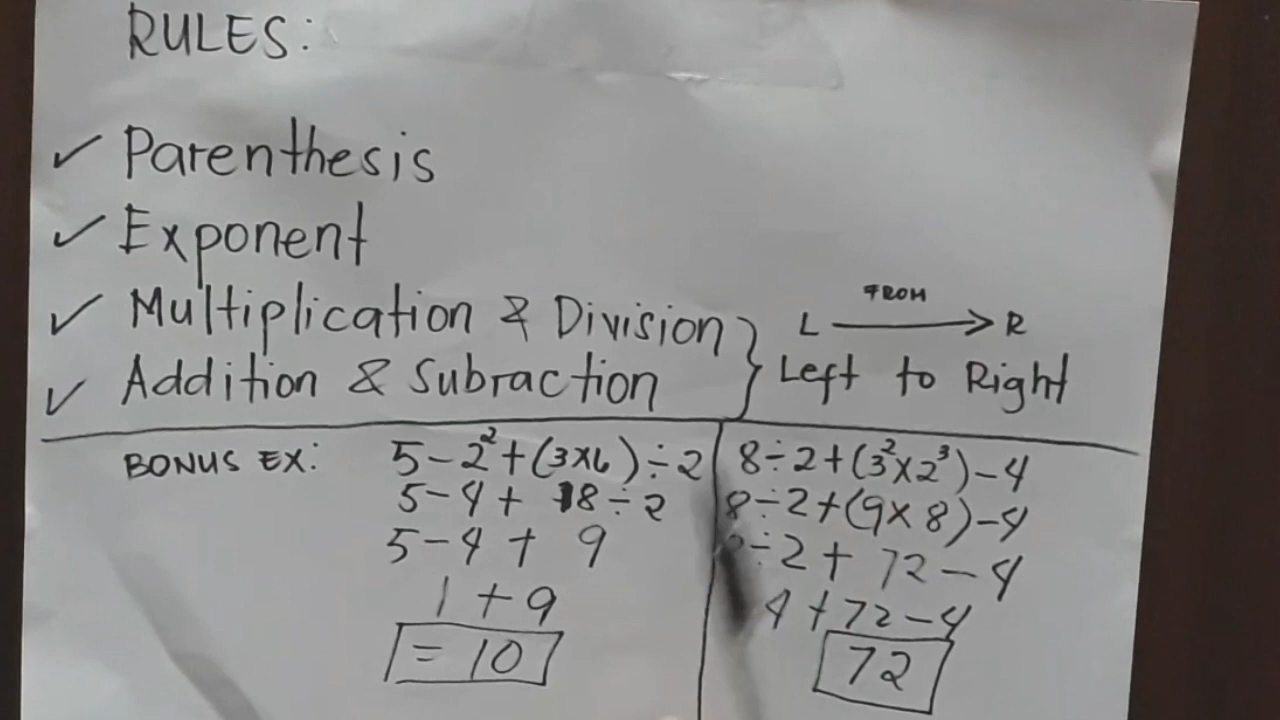 RULES:
✓ Parenthesis
✓ Exponent
✓ Multiplication & Division
✓ Addition & Subraction
FROM
L → R
Left to Right
BONUS EX:
5-2²+(3×6)÷2
5-4+ 18÷2
5-4+ 9
1+9
=10
8÷2+(3²×2³)-4
8÷2+(9×8)-4
÷2+ 72-4
4+72-4
72